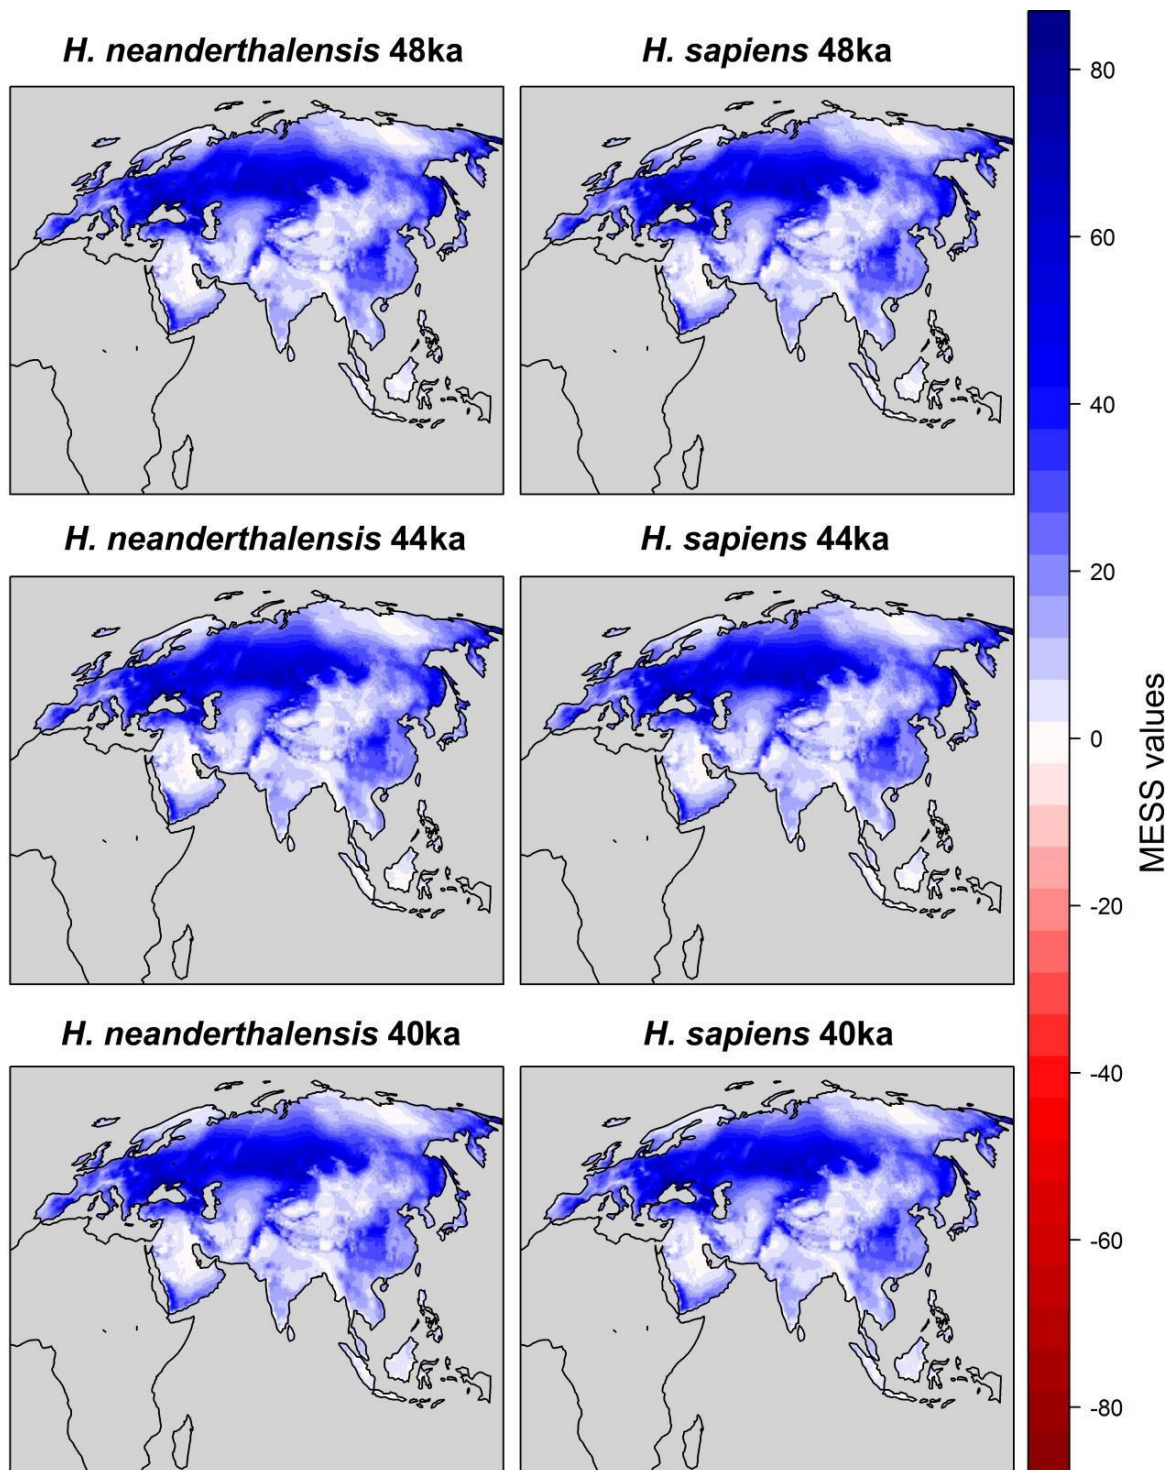 H. neanderthalensis 48ka
H. sapiens 48ka
H. neanderthalensis 44ka
H. sapiens 44ka
H. neanderthalensis 40ka
H. sapiens 40ka
80
60
40
20
0
-20
-40
-60
-80
MESS values